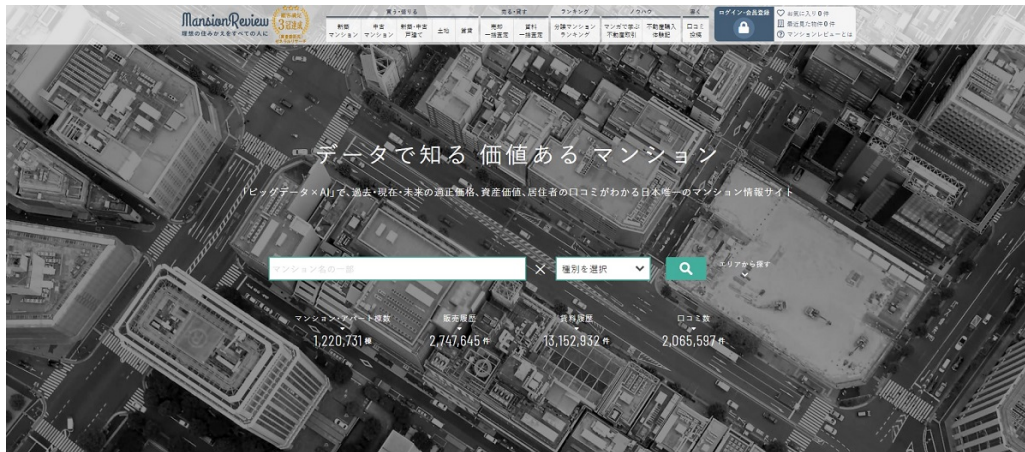 MansionReview
理想の住みかえをすべての人に
3冠達成
買う・借りる
新築マンション
中古マンション
新築・中古戸建て
土地
賃貸
売る・貸す
売却一括査定
賃料一括査定
ランキング
分譲マンションランキング
ノウハウ
マンガで学ぶ不動産取引
不動産購入体験記
書く
口コミ投稿
ログイン・会員登録
お気に入り0件
最近見た物件0件
マンションレビューとは
データで知る 価値ある マンション
「ビッグデータ×AI」で、過去・現在・未来の適正価格、資産価値、居住者の口コミがわかる日本唯一のマンション情報サイト
マンション名の一部
種別を選択
エリアから探す
マンション・アパート棟数
1,220,731棟
販売履歴
2,747,645件
賃料履歴
13,152,932件
口コミ数
2,065,597件